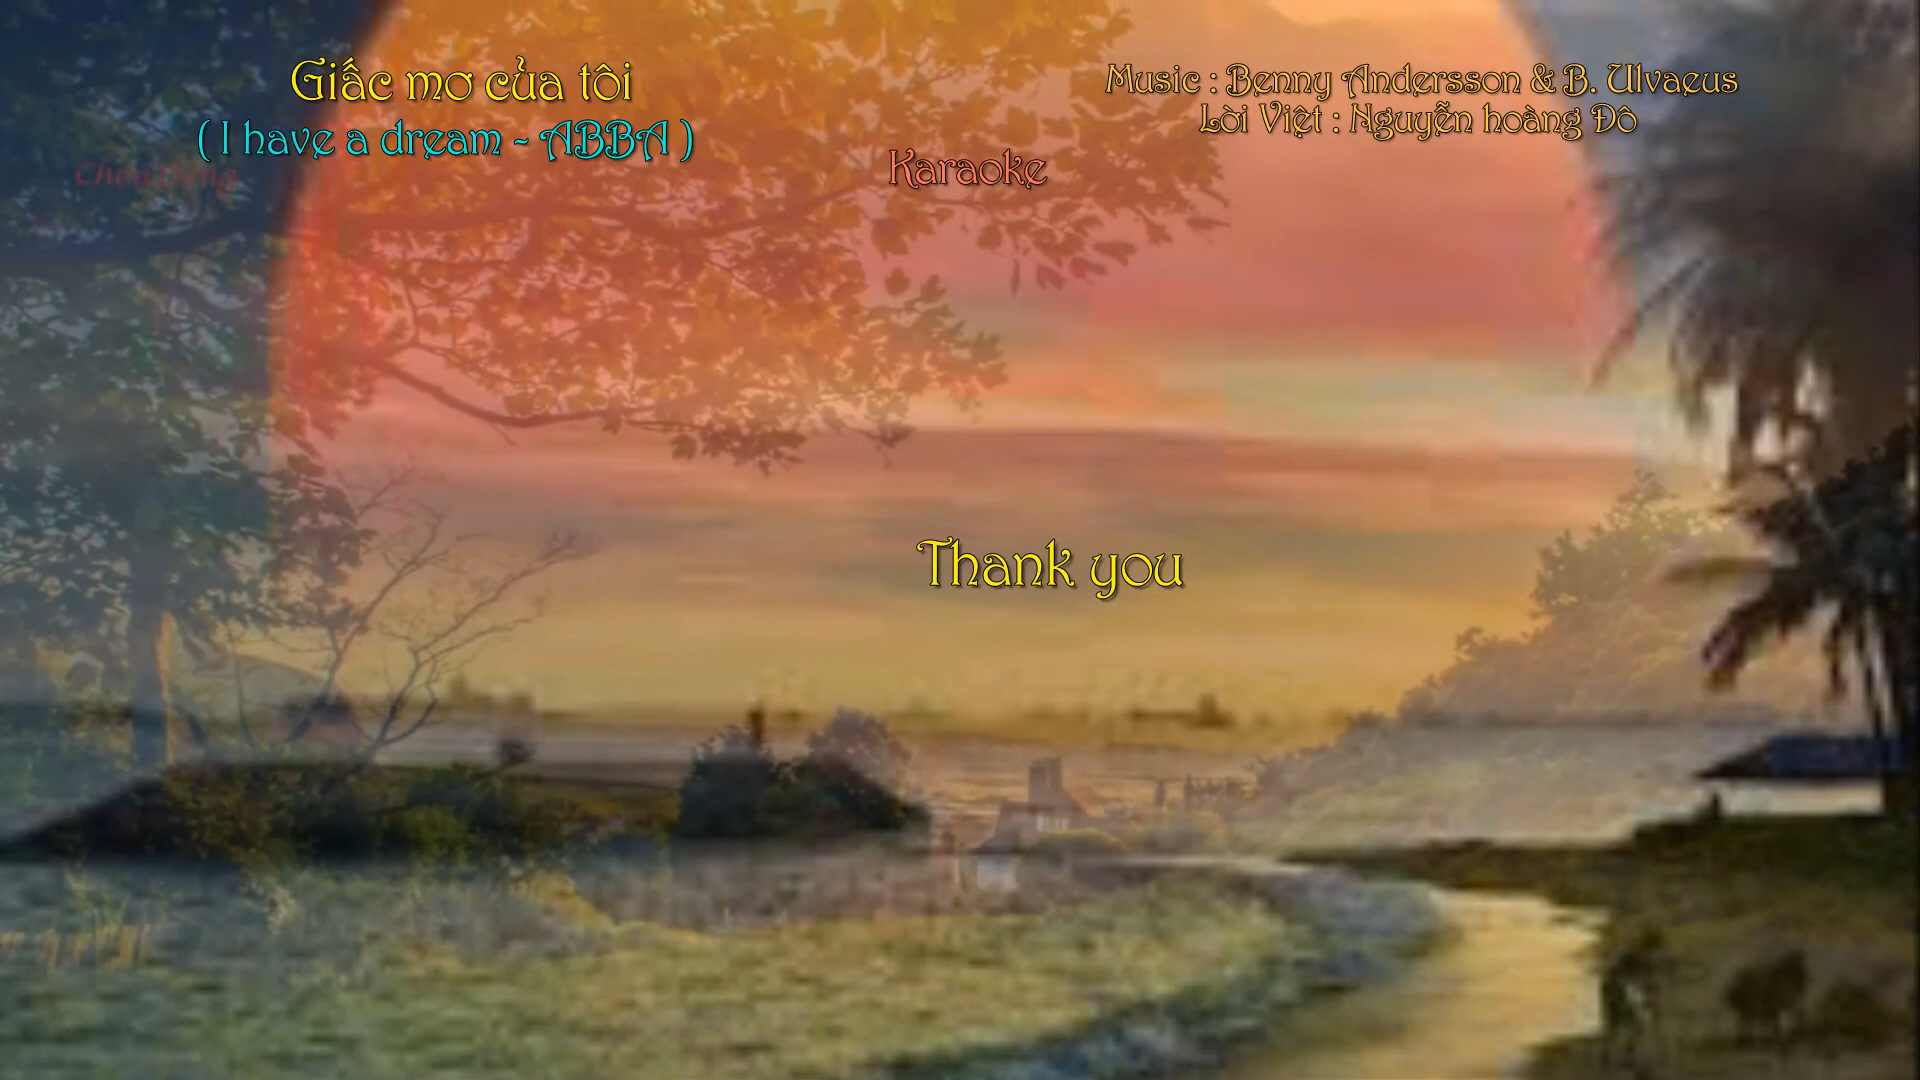 Giấc mơ của tôi
( I have a dream - ABBA )
Music : Benny Andersson & B. Ulvaeus
Lời Việt : Nguyễn hoàng Đô
Karaoke
Thank you